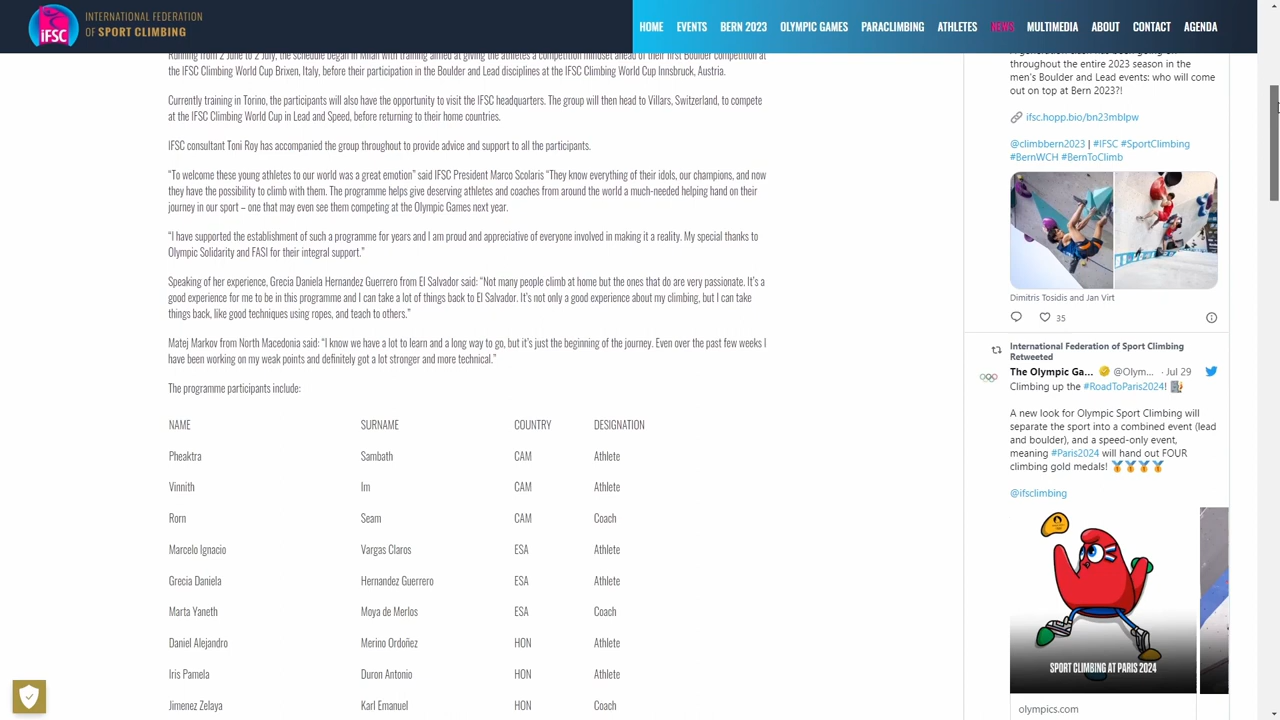 INTERNATIONAL FEDERATION
OF SPORT CLIMBING
IFSC
HOME EVENTS BERN 2023 OLYMPIC GAMES PARACLIMBING ATHLETES NEWS MULTIMEDIA ABOUT CONTACT AGENDA
Running from 2 June to 2 July, the schedule began in Milan with training aimed at giving the athletes a competition mindset ahead of their first Boulder competition at
the IFSC Climbing World Cup Brixen, Italy, before their participation in the Boulder and Lead disciplines at the IFSC Climbing World Cup Innsbruck, Austria.
Currently training in Torino, the participants will also have the opportunity to visit the IFSC headquarters. The group will then head to Villars, Switzerland, to compete
at the IFSC Climbing World Cup in Lead and Speed, before returning to their home countries.
IFSC consultant Toni Roy has accompanied the group throughout to provide advice and support to all the participants.
“To welcome these young athletes to our world was a great emotion” said IFSC President Marco Scolaris “They know everything of their idols, our champions, and now
they have the possibility to climb with them. The programme helps give deserving athletes and coaches from around the world a much-needed helping hand on their
journey in our sport – one that may even see them competing at the Olympic Games next year.
“I have supported the establishment of such a programme for years and I am proud and appreciative of everyone involved in making it a reality. My special thanks to
Olympic Solidarity and FASI for their integral support.”
Speaking of her experience, Grecia Daniela Hernandez Guerrero from El Salvador said: “Not many people climb at home but the ones that do are very passionate. It’s a
good experience for me to be in this programme and I can take a lot of things back to El Salvador. It’s not only a good experience about my climbing, but I can take
things back, like good techniques using ropes, and teach to others.”
Matej Markov from North Macedonia said: “I know we have a lot to learn and a long way to go, but it’s just the beginning of the journey. Even over the past few weeks I
have been working on my weak points and definitely got a lot stronger and more technical.”
The programme participants include:
NAME SURNAME COUNTRY DESIGNATION
Pheaktra Sambath CAM Athlete
Vinnith Im CAM Athlete
Rorn Seam CAM Coach
Marcelo Ignacio Vargas Claros ESA Athlete
Grecia Daniela Hernandez Guerrero ESA Athlete
Marta Yaneth Moya de Merlos ESA Coach
Daniel Alejandro Merino Ordoñez HON Athlete
Iris Pamela Duron Antonio HON Athlete
Jimenez Zelaya Karl Emanuel HON Coach
throughout the entire 2023 season in the
men's Boulder and Lead events: who will
come out on top at Bern 2023?!
ifsc.hopp.bio/bn23mblpw
@climbbern2023 | #IFSC #SportClimbing
#BernWCH #BernToClimb
Dimitris Tosidis and Jan Virt
35
International Federation of Sport Climbing
Retweeted
The Olympic Ga... @Olym... · Jul 29
Climbing up the #RoadToParis2024!
A new look for Olympic Sport Climbing will
separate the sport into a combined event (lead
and boulder), and a speed-only event,
meaning #Paris2024 will hand out FOUR
climbing gold medals!
@ifsclimbing
SPORT CLIMBING AT PARIS 2024
olympics.com